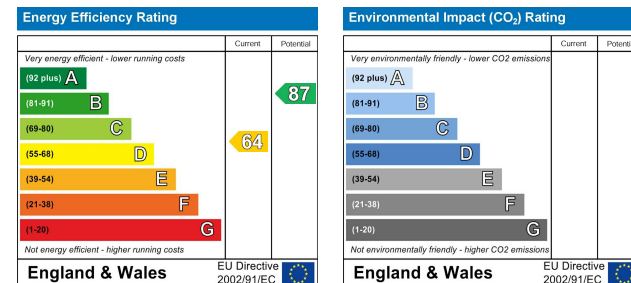 Energy Efficiency Rating
Current Potential
Very energy efficient - lower running costs
(92 plus) A
(81-91) B
(69-80) C
(55-68) D
(39-54) E
(21-38) F
(1-20) G
64
87
Not energy efficient - higher running costs
England & Wales
EU Directive
2002/91/EC
Environmental Impact (CO₂) Rating
Current Potential
Very environmentally friendly - lower CO2 emissions
(92 plus) A
(81-91) B
(69-80) C
(55-68) D
(39-54) E
(21-38) F
(1-20) G
Not environmentally friendly - higher CO2 emissions
England & Wales
EU Directive
2002/91/EC